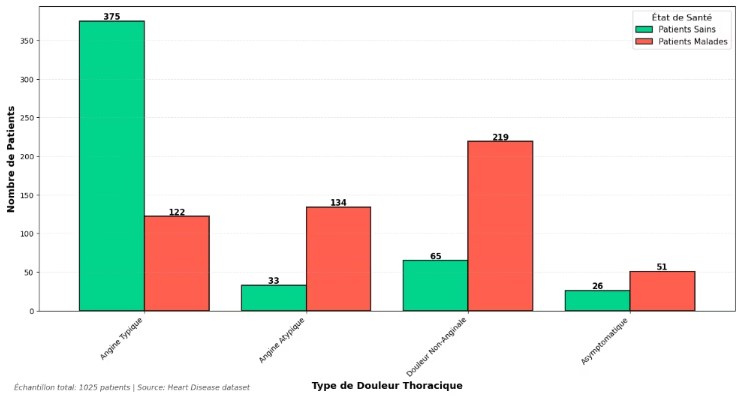 État de Santé
Patients Sains
Patients Malades
Nombre de Patients
350
300
250
200
150
100
50
0
375
122
33
134
65
219
26
51
Angine Typique
Angine Atypique
Douleur Non-Anginale
Asymptomatique
Type de Douleur Thoracique
Échantillon total: 1025 patients | Source: Heart Disease dataset